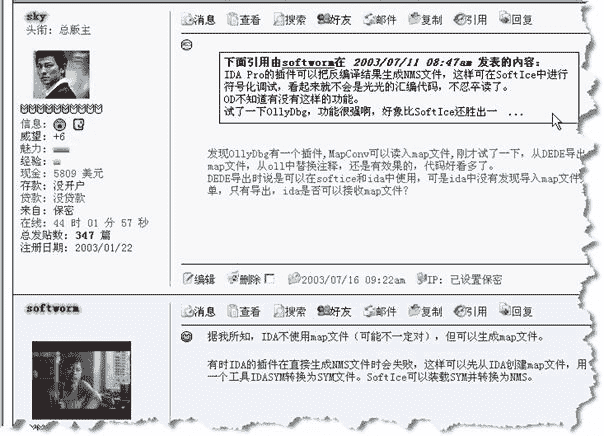 sky
头衔: 总版主
消息 查看 搜索 好友 邮件 复制 引用 回复
下面引用由softworm在 2003/07/11 08:47am 发表的内容:
IDA Pro的插件可以把反编译结果生成NMS文件，这样可在SoftIce中进行
符号化调试，看起来就不会是光光的汇编代码，不忍卒读了。
OD不知道有没有这样的功能。
试了一下OllyDbg，功能很强啊，好象比SoftIce还胜出一 ...
信息:
威望: +6
魅力:
经验:
现金: 5809 美元
存款: 没开户
贷款: 没贷款
来自: 保密
在线: 44 时 01 分 57 秒
总发贴数: 347 篇
注册日期: 2003/01/22
发现OllyDbg有一个插件,MapConv可以读入map文件,刚才试了一下，从DEDE导出
map文件，从oll中替换注释，还是有效果的，代码好看多了。
DEDE导出时说是可以在softice和ida中使用，可是ida中没有发现导入map文件
单，只有导出，ida是否可以接收map文件?
编辑 删除 2003/07/16 09:22am IP: 已设置保密
softworm
消息 查看 搜索 好友 邮件 复制 引用 回复
据我所知，IDA不使用map文件（可能不一定对），但可以生成map文件。
有时IDA的插件在直接生成NMS文件时会失败，这样可以先从IDA创建map文件，用
一个工具IDASYM转换为SYM文件。SoftIce可以装载SYM并转换为NMS。